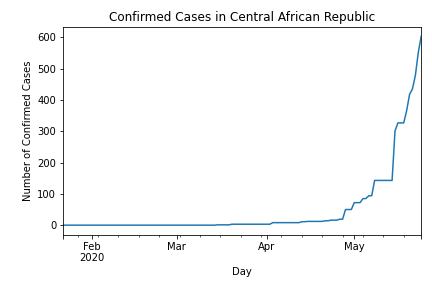 Confirmed Cases in Central African Republic
Number of Confirmed Cases
600
500
400
300
200
100
0
Feb
2020
Mar
Apr
May
Day